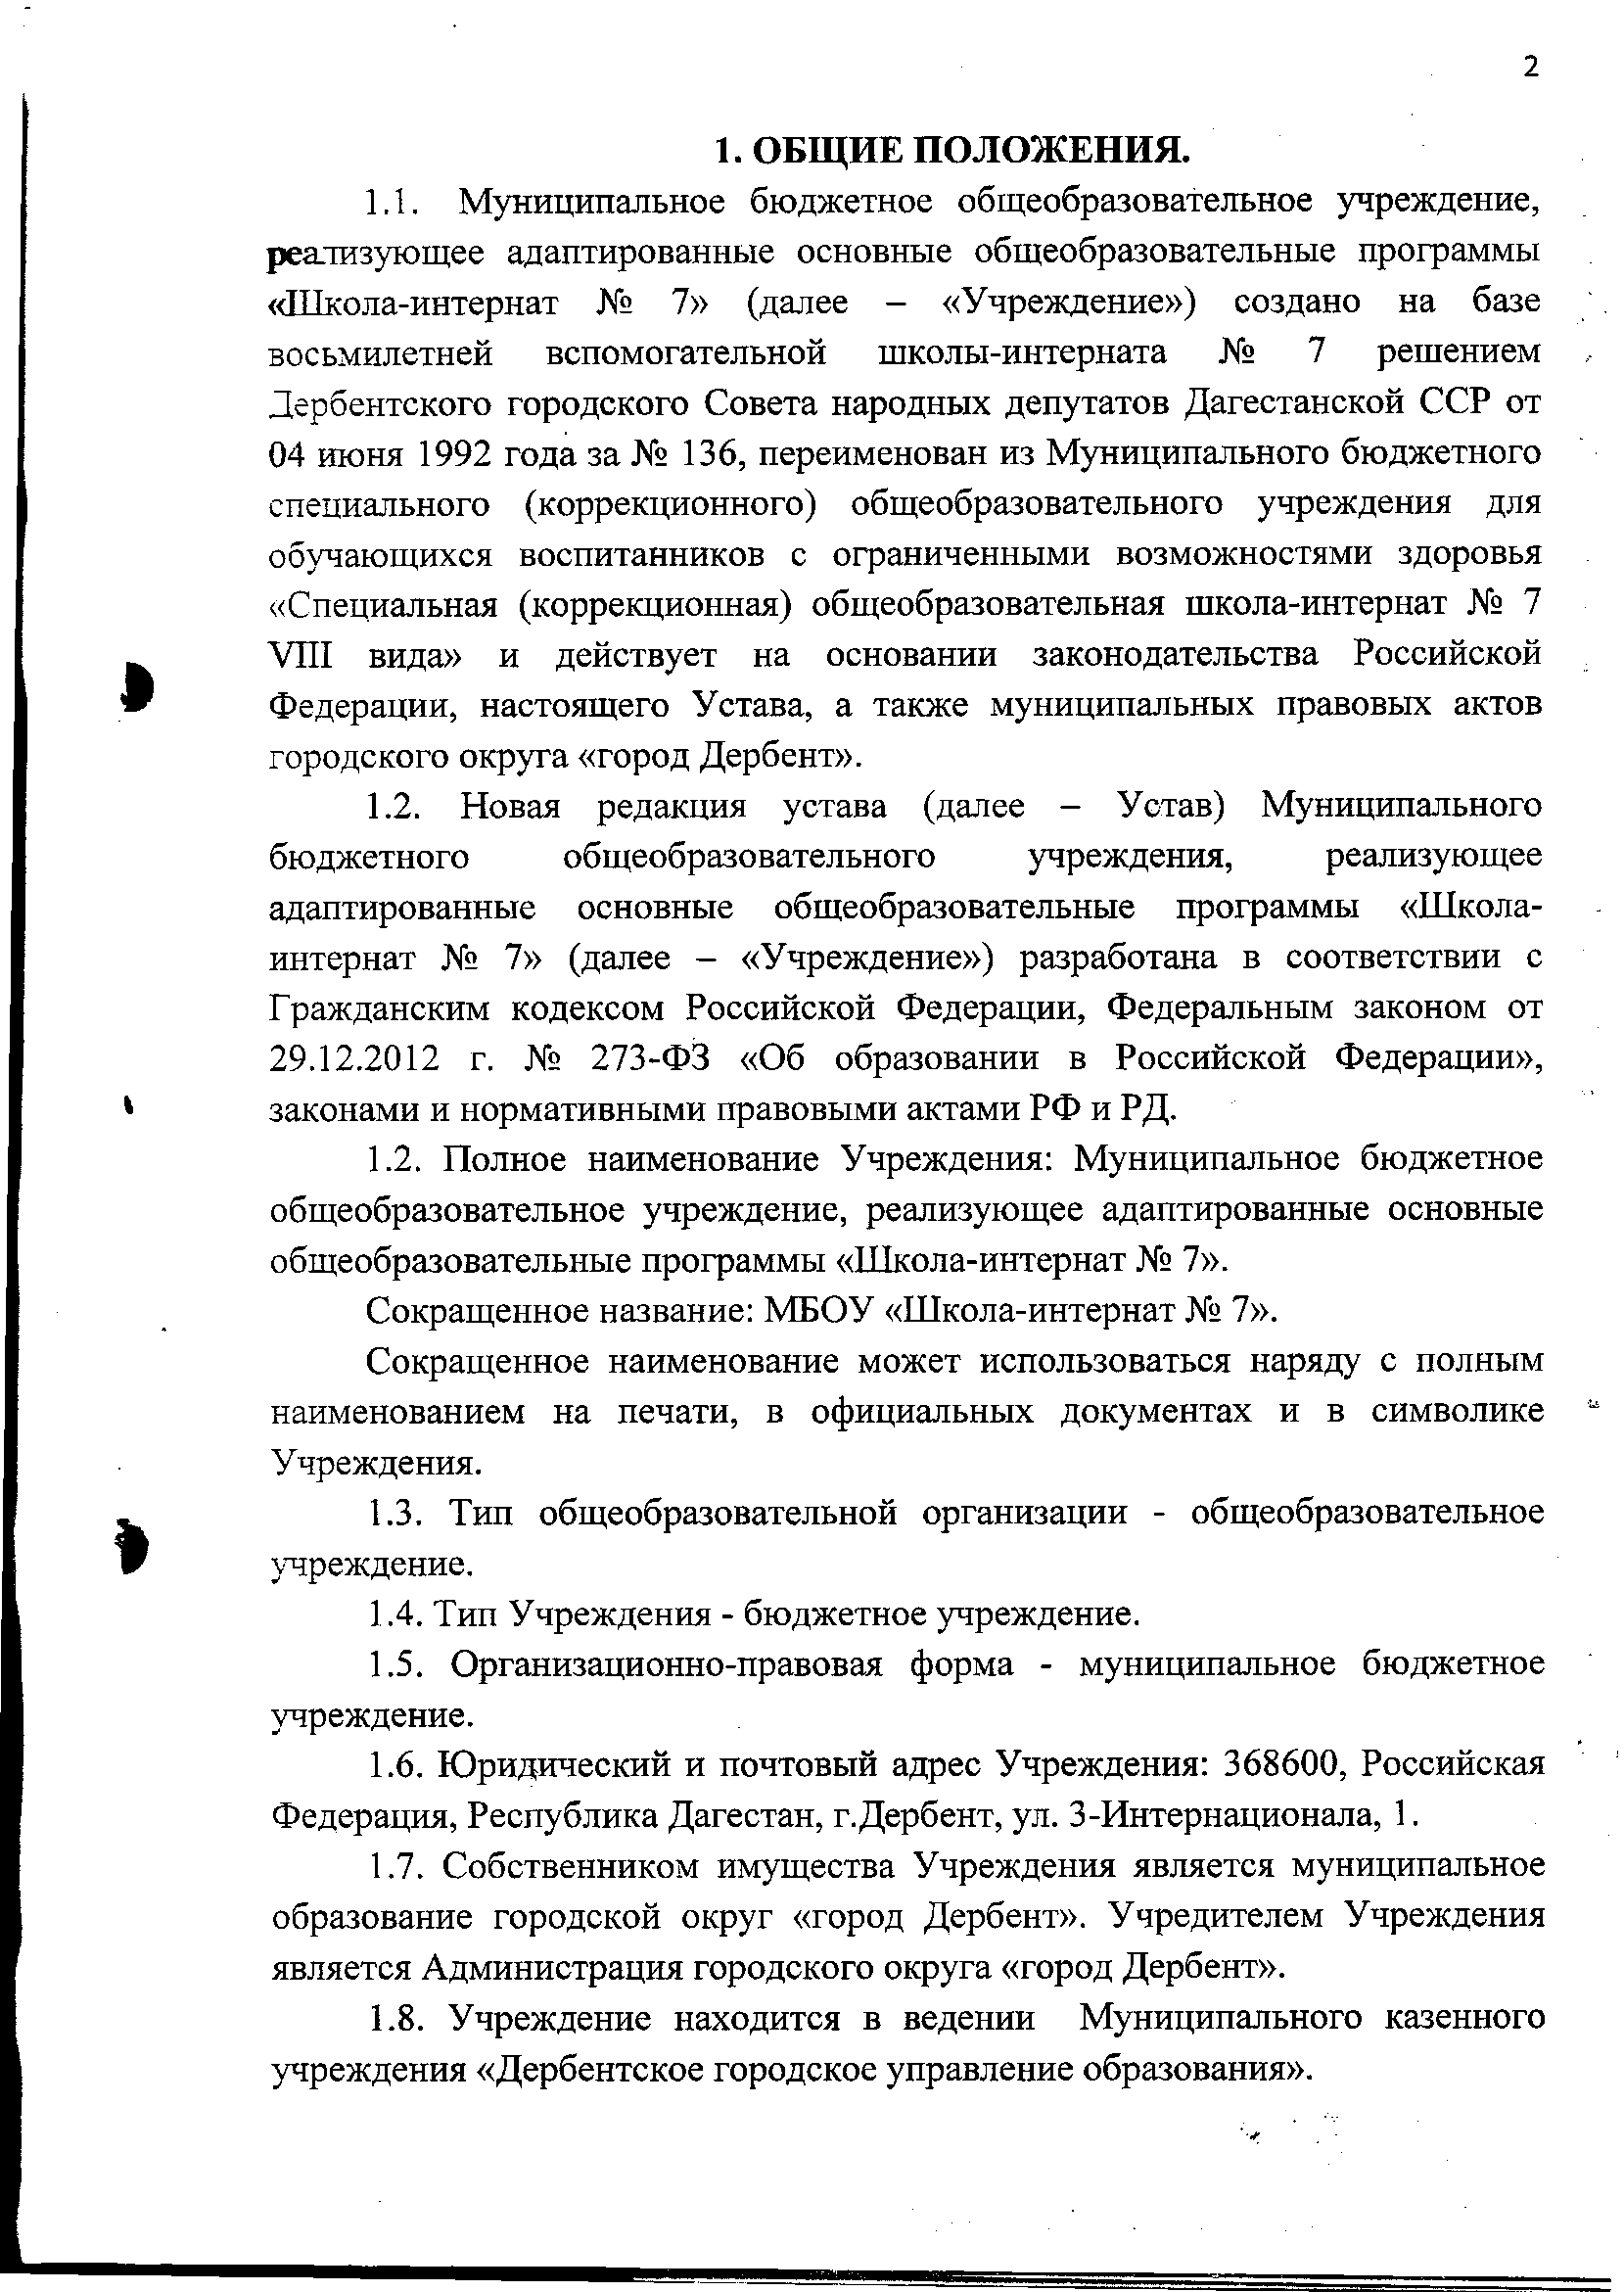 2
1. ОБЩИЕ ПОЛОЖЕНИЯ.
1.1. Муниципальное бюджетное общеобразовательное учреждение,
реализующее адаптированные основные общеобразовательные программы
«Школа-интернат № 7» (далее – «Учреждение») создано на базе
восьмилетней вспомогательной школы-интерната № 7 решением
Дербентского городского Совета народных депутатов Дагестанской ССР от
04 июня 1992 года за № 136, переименован из Муниципального бюджетного
специального (коррекционного) общеобразовательного учреждения для
обучающихся воспитанников с ограниченными возможностями здоровья
«Специальная (коррекционная) общеобразовательная школа-интернат № 7
VIII вида» и действует на основании законодательства Российской
Федерации, настоящего Устава, а также муниципальных правовых актов
городского округа «город Дербент».
1.2. Новая редакция устава (далее – Устав) Муниципального
бюджетного общеобразовательного учреждения, реализующее
адаптированные основные общеобразовательные программы «Школа-
интернат № 7» (далее – «Учреждение») разработана в соответствии с
Гражданским кодексом Российской Федерации, Федеральным законом от
29.12.2012 г. № 273-ФЗ «Об образовании в Российской Федерации»,
законами и нормативными правовыми актами РФ и РД.
1.2. Полное наименование Учреждения: Муниципальное бюджетное
общеобразовательное учреждение, реализующее адаптированные основные
общеобразовательные программы «Школа-интернат № 7».
Сокращенное название: МБОУ «Школа-интернат № 7».
Сокращенное наименование может использоваться наряду с полным
наименованием на печати, в официальных документах и в символике
Учреждения.
1.3. Тип общеобразовательной организации - общеобразовательное
учреждение.
1.4. Тип Учреждения - бюджетное учреждение.
1.5. Организационно-правовая форма - муниципальное бюджетное
учреждение.
1.6. Юридический и почтовый адрес Учреждения: 368600, Российская
Федерация, Республика Дагестан, г.Дербент, ул. 3-Интернационала, 1.
1.7. Собственником имущества Учреждения является муниципальное
образование городской округ «город Дербент». Учредителем Учреждения
является Администрация городского округа «город Дербент».
1.8. Учреждение находится в ведении Муниципального казенного
учреждения «Дербентское городское управление образования».